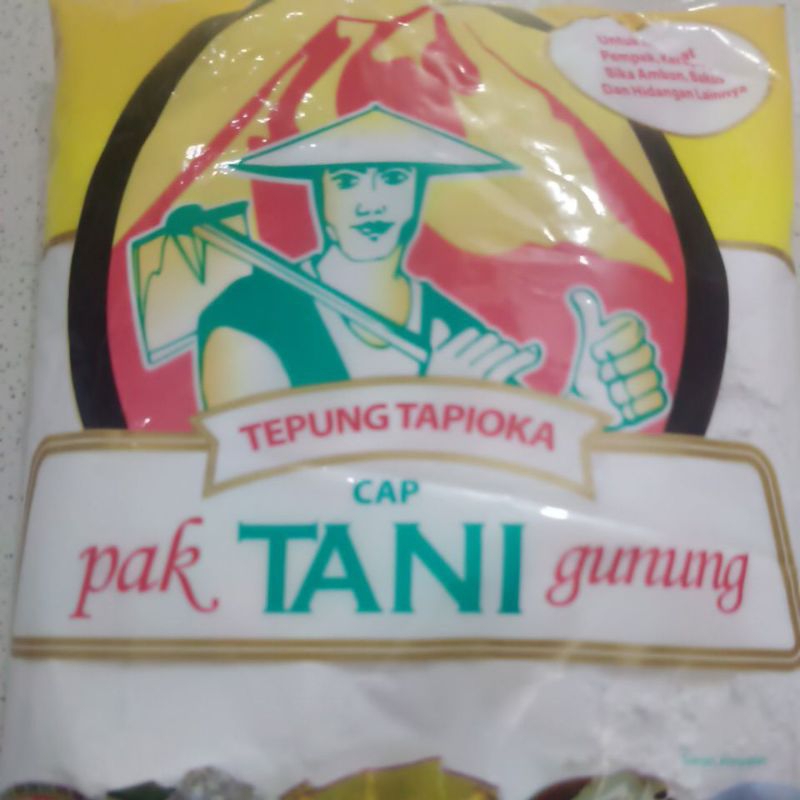 Untuk
Pempek,
Bika Ambon,
Dan Hidangan Lainnya
TEPUNG TAPIOKA
CAP
pak TANI gunung